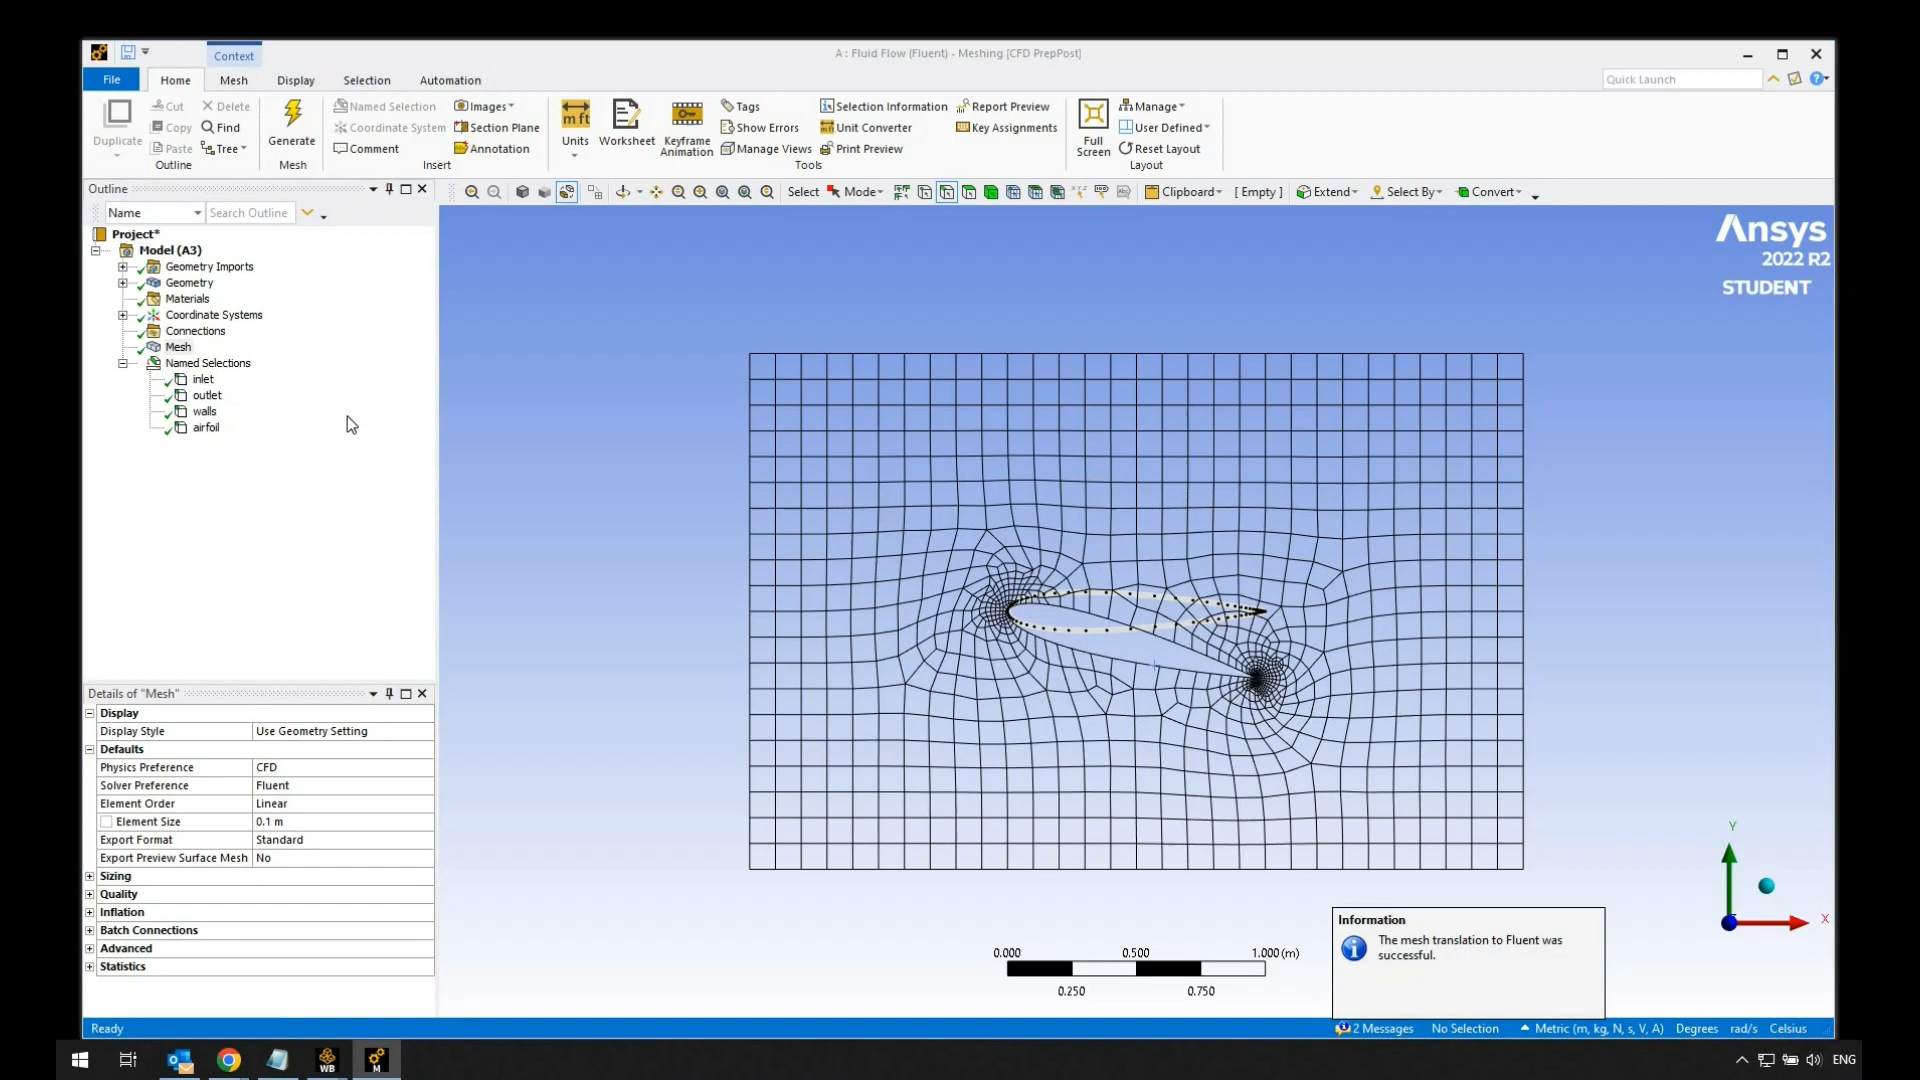 Context
A : Fluid Flow (Fluent) - Meshing [CFD PrepPost]
File Home Mesh Display Selection Automation
Quick Launch
Duplicate
Cut
Copy
Paste
Delete
Find
Tree
Outline
Generate
Mesh
Named Selection
Coordinate System
Comment
Images
Section Plane
Annotation
Insert
m ft
Units
Worksheet
Keyframe
Animation
Tags
Show Errors
Manage Views
Selection Information
Unit Converter
Print Preview
Report Preview
Key Assignments
Tools
Full
Screen
Manage
User Defined
Reset Layout
Layout
Outline
Select Mode Clipboard [ Empty ] Extend Select By Convert
Name Search Outline
Project*
Model (A3)
Geometry Imports
Geometry
Materials
Coordinate Systems
Connections
Mesh
Named Selections
inlet
outlet
walls
airfoil
Ansys
2022 R2
STUDENT
Details of "Mesh"
Display
Display Style Use Geometry Setting
Defaults
Physics Preference CFD
Solver Preference Fluent
Element Order Linear
Element Size 0.1 m
Export Format Standard
Export Preview Surface Mesh No
Sizing
Quality
Inflation
Batch Connections
Advanced
Statistics
0.000 0.500 1.000 (m)
0.250 0.750
Y
X
Information
The mesh translation to Fluent was
successful.
Ready
2 Messages No Selection Metric (m, kg, N, s, V, A) Degrees rad/s Celsius
WB
M
ENG